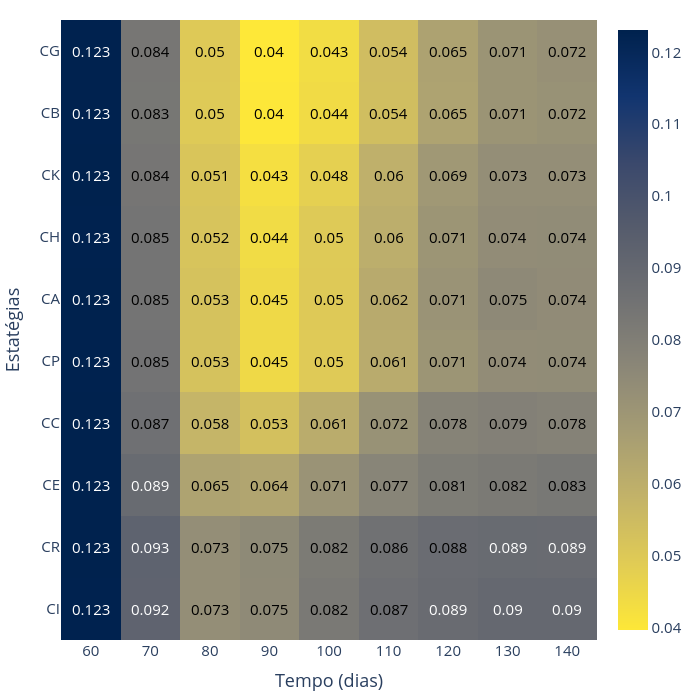 CG 0.123 0.084 0.05 0.04 0.043 0.054 0.065 0.071 0.072
CB 0.123 0.083 0.05 0.04 0.044 0.054 0.065 0.071 0.072
CK 0.123 0.084 0.051 0.043 0.048 0.06 0.069 0.073 0.073
CH 0.123 0.085 0.052 0.044 0.05 0.06 0.071 0.074 0.074
CA 0.123 0.085 0.053 0.045 0.05 0.062 0.071 0.075 0.074
CP 0.123 0.085 0.053 0.045 0.05 0.061 0.071 0.074 0.074
CC 0.123 0.087 0.058 0.053 0.061 0.072 0.078 0.079 0.078
CE 0.123 0.089 0.065 0.064 0.071 0.077 0.081 0.082 0.083
CR 0.123 0.093 0.073 0.075 0.082 0.086 0.088 0.089 0.089
CI 0.123 0.092 0.073 0.075 0.082 0.087 0.089 0.09 0.09
60 70 80 90 100 110 120 130 140
Tempo (dias)
Estatégias
0.12
0.11
0.1
0.09
0.08
0.07
0.06
0.05
0.04